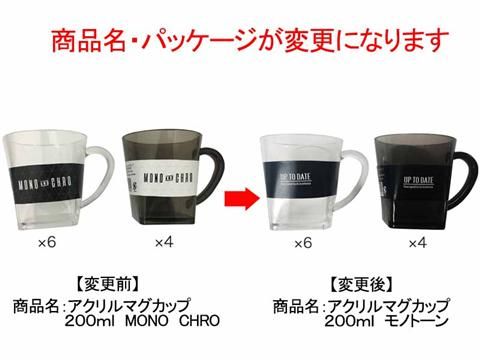 商品名・パッケージが変更になります
MONO AND CHRO
MONO AND CHRO
UP TO DATE
UP TO DATE
×6
×4
×6
×4
【変更前】
商品名：アクリルマグカップ
200ml MONO CHRO
【変更後】
商品名：アクリルマグカップ
200ml モノトーン